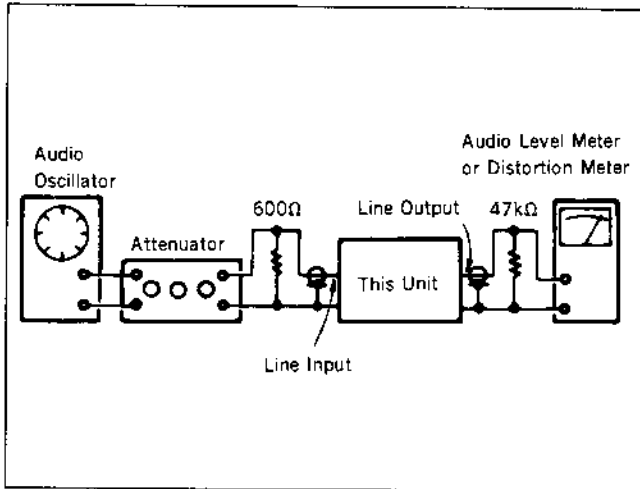 Audio
Oscillator
Attenuator
600Ω
Line Input
This Unit
Line Output
47kΩ
Audio Level Meter
or Distortion Meter